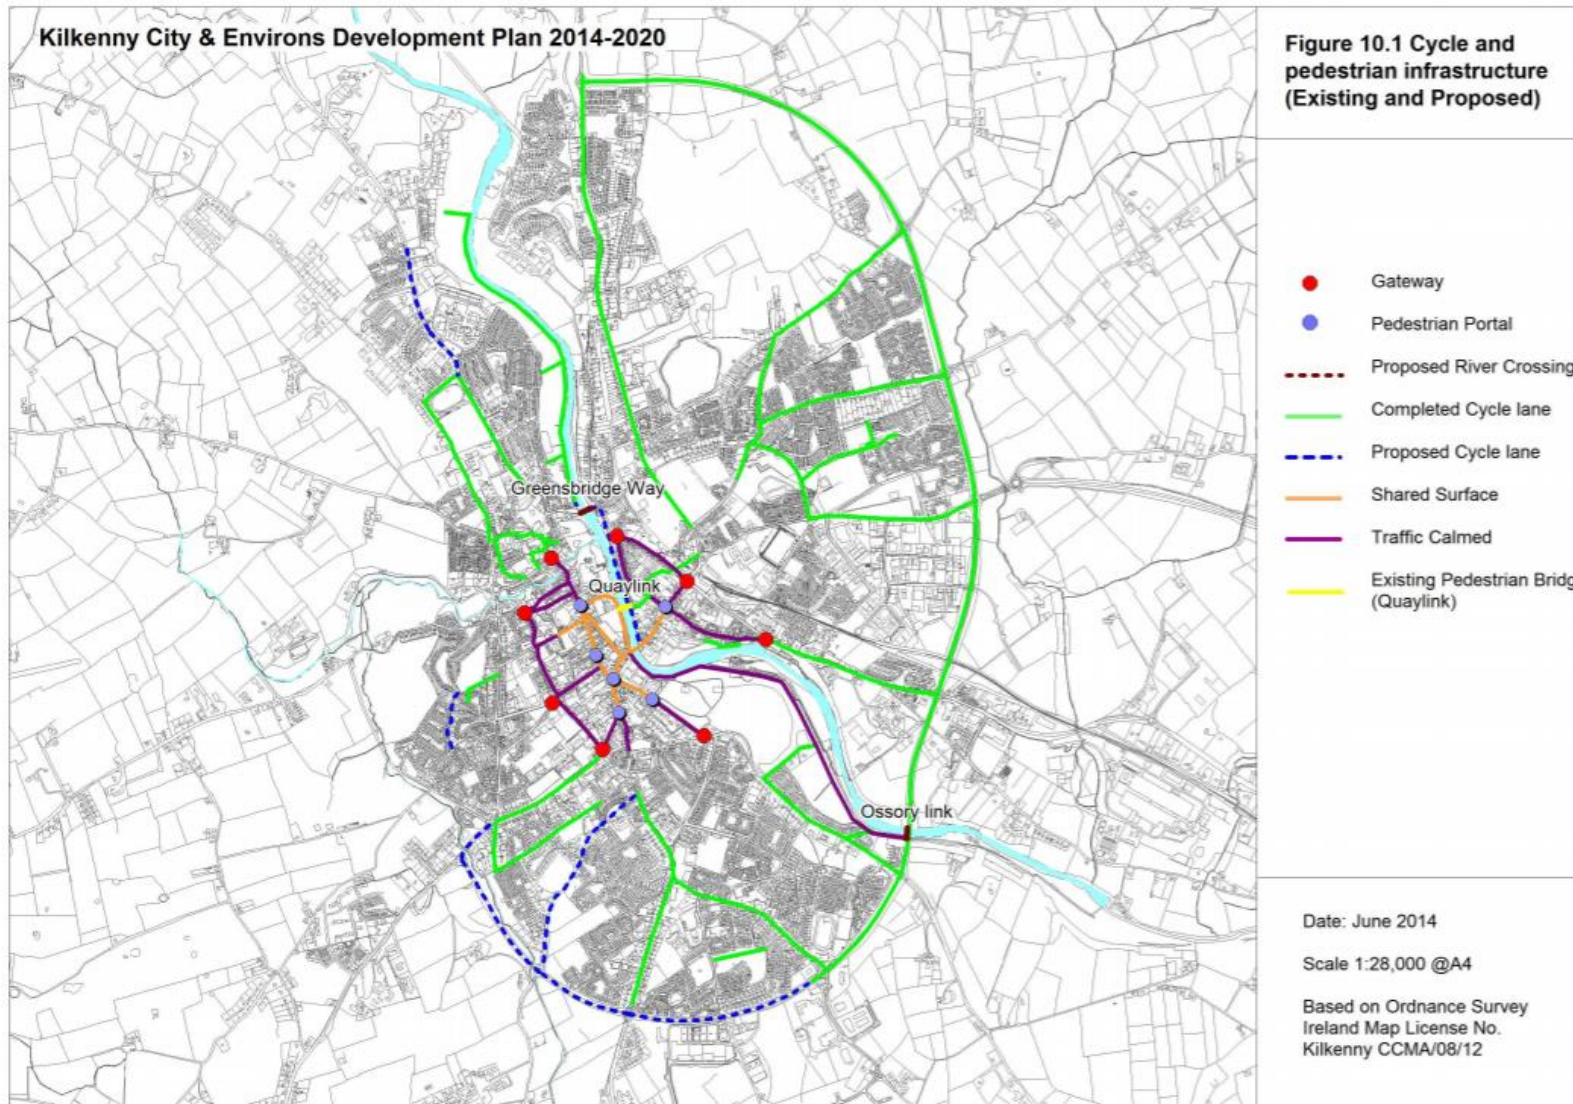 Kilkenny City & Environs Development Plan 2014-2020
Figure 10.1 Cycle and
pedestrian infrastructure
(Existing and Proposed)
Gateway
Pedestrian Portal
Proposed River Crossing
Completed Cycle lane
Proposed Cycle lane
Shared Surface
Traffic Calmed
Existing Pedestrian Bridg
(Quaylink)
Greensbridge Way
Quaylink
Ossory link
Date: June 2014
Scale 1:28,000 @A4
Based on Ordnance Survey
Ireland Map License No.
Kilkenny CCMA/08/12